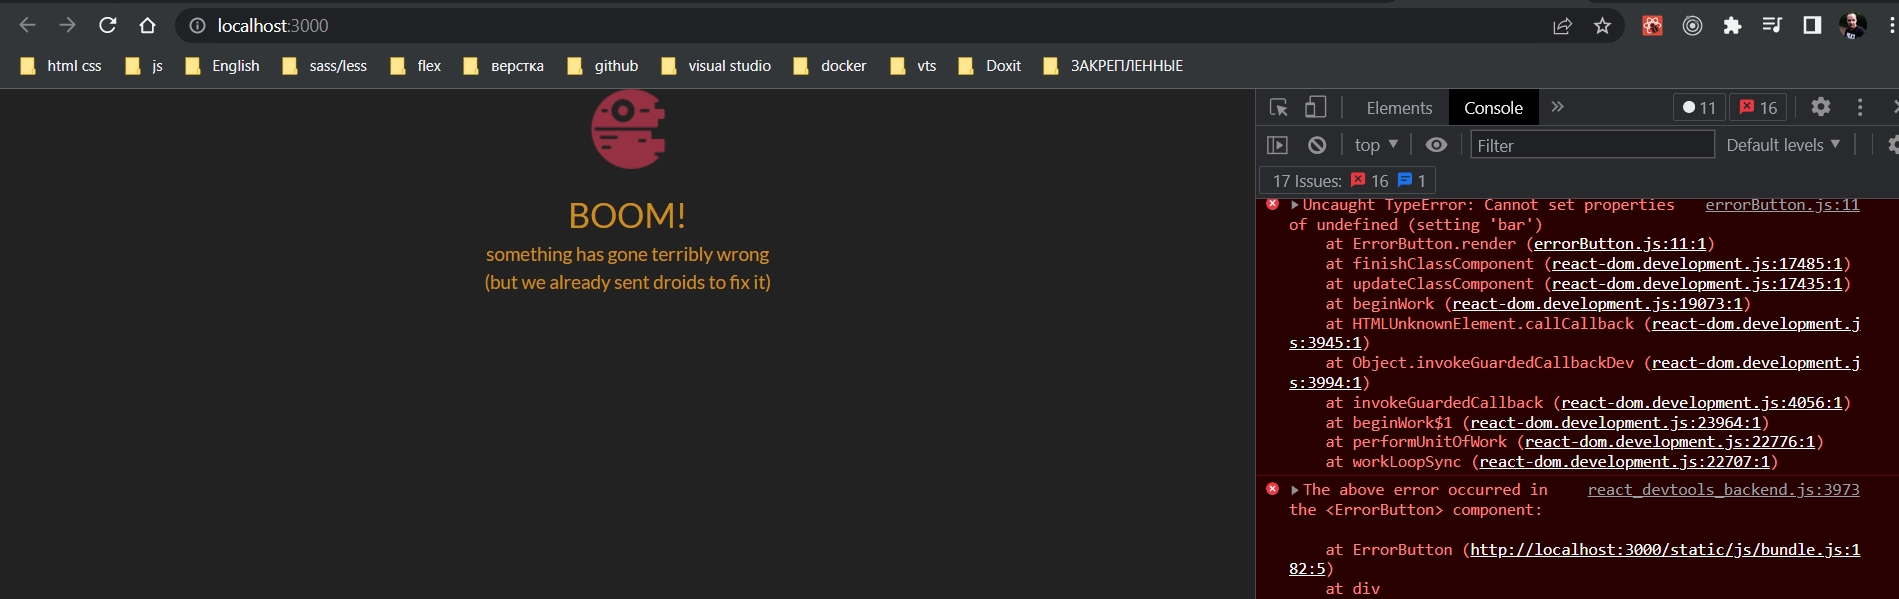 localhost:3000
html css js English sass/less flex верстка github visual studio docker vts Doxit ЗАКРЕПЛЕННЫЕ
BOOM!
something has gone terribly wrong
(but we already sent droids to fix it)
Elements Console 11 16
top Filter Default levels
17 Issues: 16 1
Uncaught TypeError: Cannot set properties errorButton.js:11
of undefined (setting 'bar')
at ErrorButton.render (errorButton.js:11:1)
at finishClassComponent (react-dom.development.js:17485:1)
at updateClassComponent (react-dom.development.js:17435:1)
at beginWork (react-dom.development.js:19073:1)
at HTMLUnknownElement.callCallback (react-dom.development.j
s:3945:1)
at Object.invokeGuardedCallbackDev (react-dom.development.j
s:3994:1)
at invokeGuardedCallback (react-dom.development.js:4056:1)
at beginWork$1 (react-dom.development.js:23964:1)
at performUnitOfWork (react-dom.development.js:22776:1)
at workLoopSync (react-dom.development.js:22707:1)
The above error occurred in react_devtools_backend.js:3973
the <ErrorButton> component:
at ErrorButton (http://localhost:3000/static/js/bundle.js:1
82:5)
at div